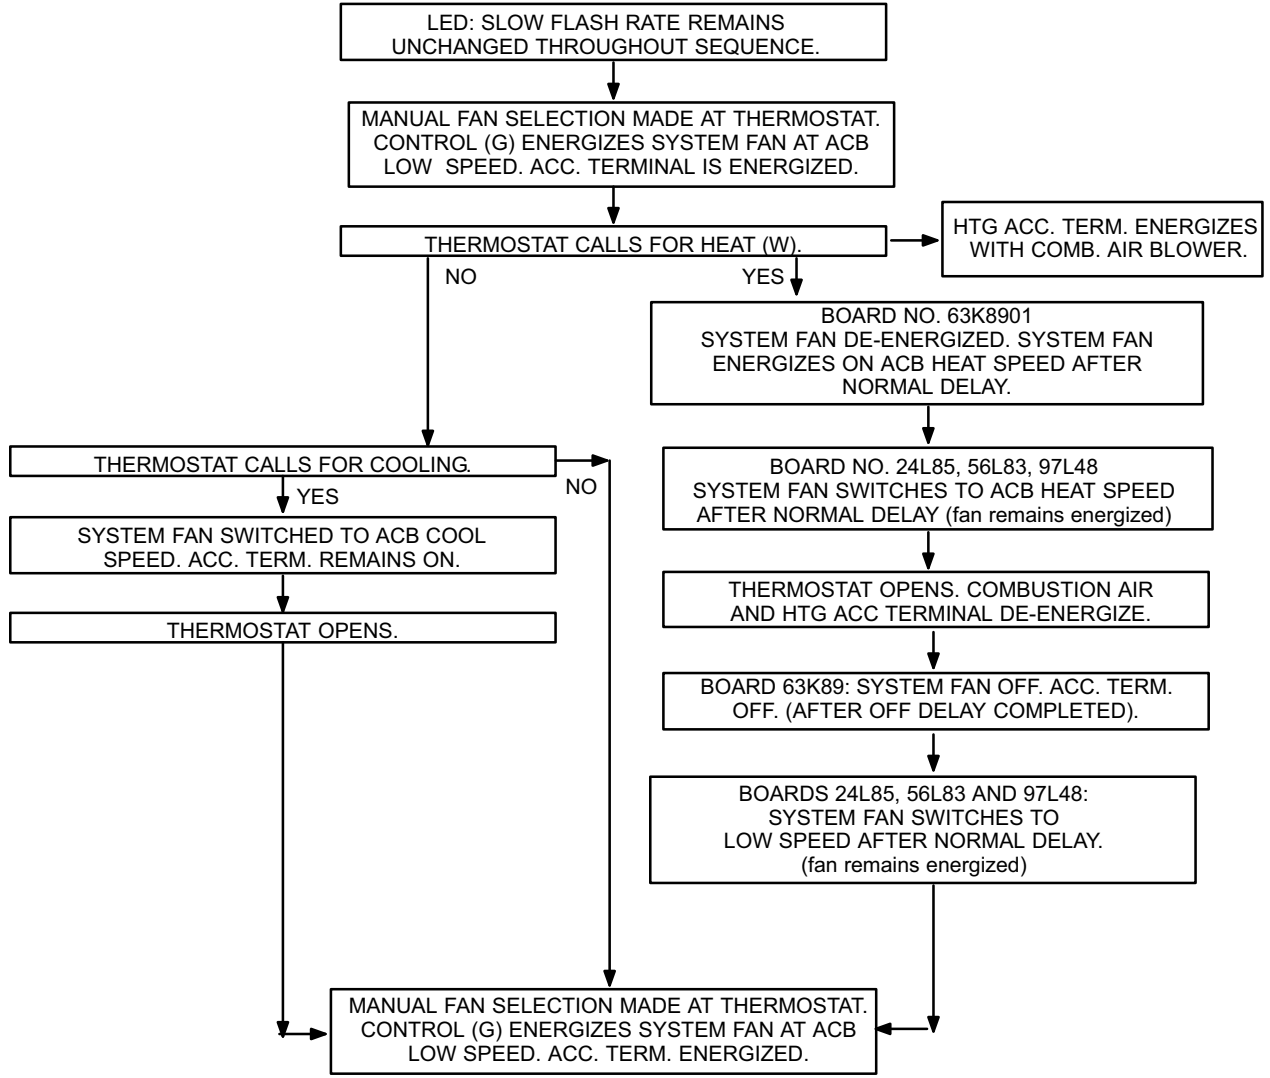 LED: SLOW FLASH RATE REMAINS
UNCHANGED THROUGHOUT SEQUENCE.
MANUAL FAN SELECTION MADE AT THERMOSTAT.
CONTROL (G) ENERGIZES SYSTEM FAN AT ACB
LOW SPEED. ACC. TERMINAL IS ENERGIZED.
THERMOSTAT CALLS FOR HEAT (W).
HTG ACC. TERM. ENERGIZES
WITH COMB. AIR BLOWER.
NO
YES
BOARD NO. 63K8901
SYSTEM FAN DE-ENERGIZED. SYSTEM FAN
ENERGIZES ON ACB HEAT SPEED AFTER
NORMAL DELAY.
THERMOSTAT CALLS FOR COOLING.
NO
YES
SYSTEM FAN SWITCHED TO ACB COOL
SPEED. ACC. TERM. REMAINS ON.
THERMOSTAT OPENS.
BOARD NO. 24L85, 56L83, 97L48
SYSTEM FAN SWITCHES TO ACB HEAT SPEED
AFTER NORMAL DELAY (fan remains energized)
THERMOSTAT OPENS. COMBUSTION AIR
AND HTG ACC TERMINAL DE-ENERGIZE.
BOARD 63K89: SYSTEM FAN OFF. ACC. TERM.
OFF. (AFTER OFF DELAY COMPLETED).
BOARDS 24L85, 56L83 AND 97L48:
SYSTEM FAN SWITCHES TO
LOW SPEED AFTER NORMAL DELAY.
(fan remains energized)
MANUAL FAN SELECTION MADE AT THERMOSTAT.
CONTROL (G) ENERGIZES SYSTEM FAN AT ACB
LOW SPEED. ACC. TERM. ENERGIZED.